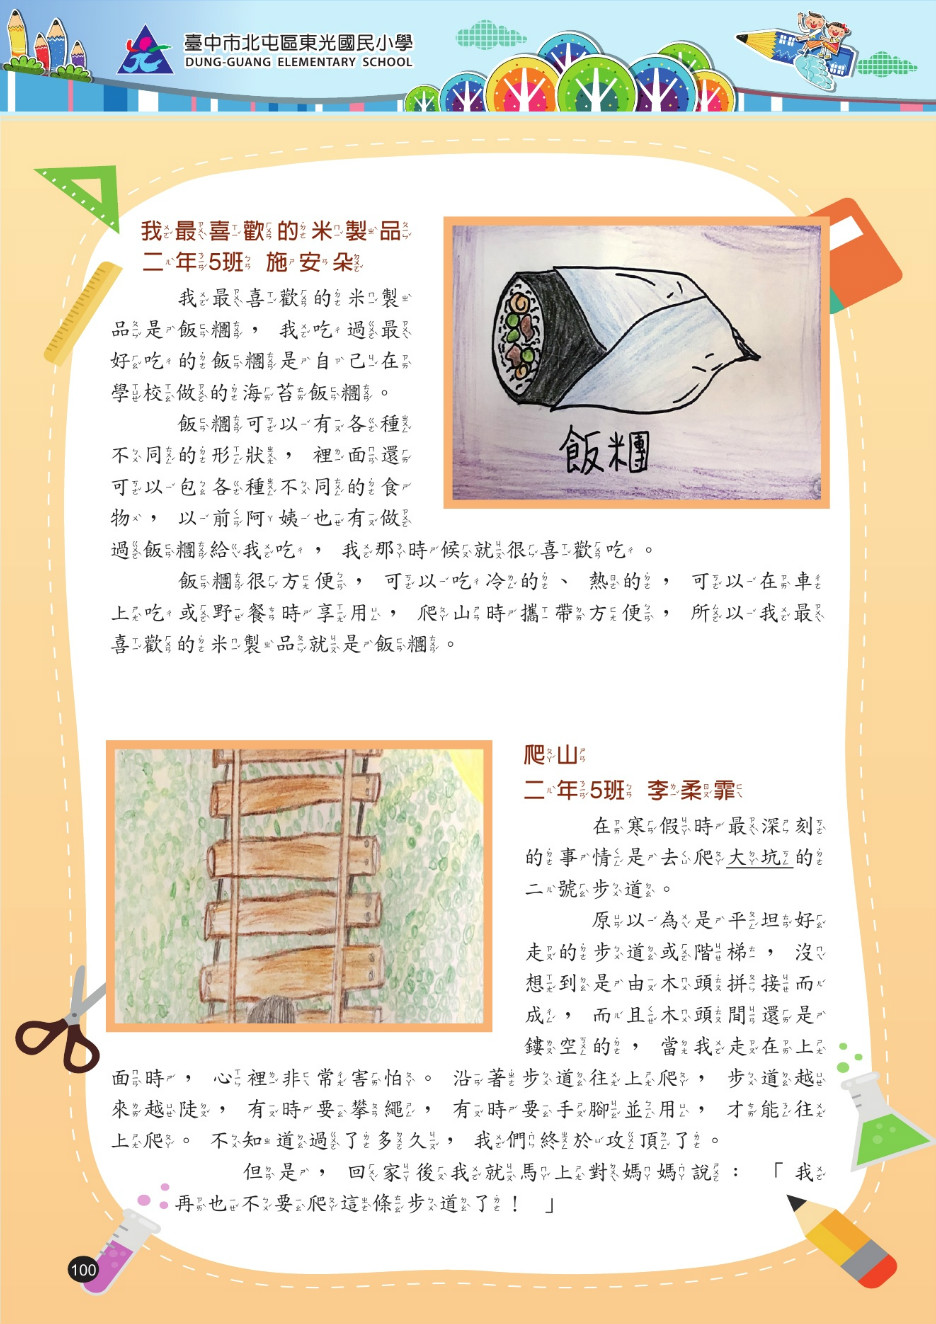 臺中市北屯區東光國民小學
DUNG-GUANG ELEMENTARY SCHOOL
我最喜歡的米製品
二年5班 施安朵
我最喜歡的米製
品是飯糰，我吃過最
好吃的飯糰是自己在
學校做的海苔飯糰。
飯糰可以有各種
不同的形狀，裡面還
可以包各種不同的食
物，以前阿姨也有做
過飯糰給我吃，我那時候就很喜歡吃。
飯糰很方便，可以吃冷的、熱的，可以在車
上吃或野餐時享用，爬山時攜帶方便，所以我最
喜歡的米製品就是飯糰。
飯糰
爬山
二年5班 李柔霏
在寒假時最深刻
的事情是去爬大坑的
二號步道。
原以為是平坦好
走的步道或階梯，沒
想到是由木頭拼接而
成，而且木頭間還是
鏤空的，當我走在上
面時，心裡非常害怕。沿著步道往上爬，步道越
來越陡，有時要攀繩，有時要手腳並用，才能往
上爬。不知道過了多久，我們終於攻頂了。
但是，回家後我就馬上對媽媽說：「我
再也不要爬這條步道了！」
100